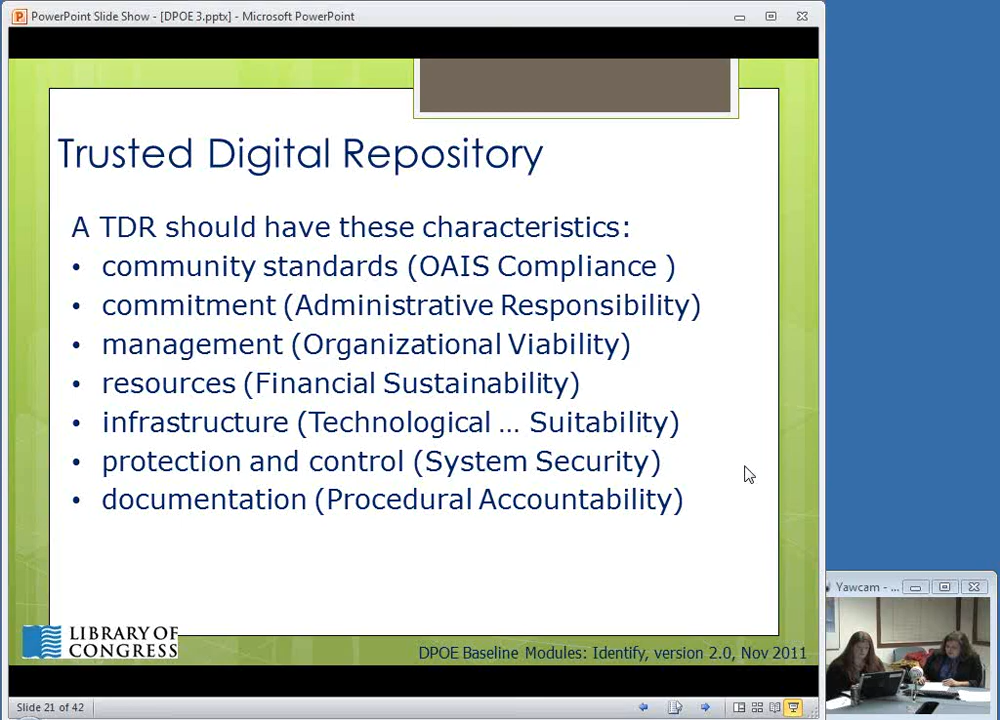 PowerPoint Slide Show - [DPOE 3.pptx] - Microsoft PowerPoint
Trusted Digital Repository
A TDR should have these characteristics:
• community standards (OAIS Compliance )
• commitment (Administrative Responsibility)
• management (Organizational Viability)
• resources (Financial Sustainability)
• infrastructure (Technological ... Suitability)
• protection and control (System Security)
• documentation (Procedural Accountability)
LIBRARY OF
CONGRESS
DPOE Baseline Modules: Identify, version 2.0, Nov 2011
Slide 21 of 42
Yawcam - ...